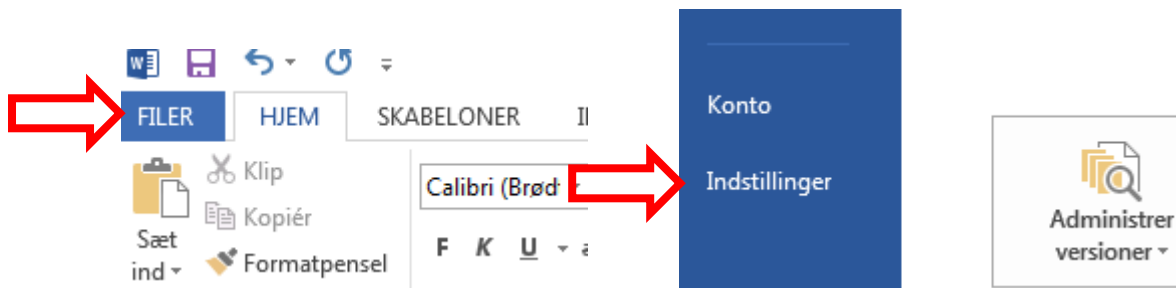 FILER HJEM SKABELONER
Klip
Kopiér
Sæt
ind
Formatpensel
Calibri (Brød
F K U
Konto
Indstillinger
Administrer
versioner